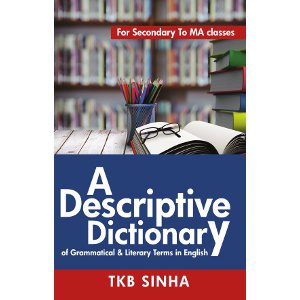 For Secondary To MA classes
A
Descriptive
Dictionary
of Grammatical & Literary Terms in English
TKB SINHA